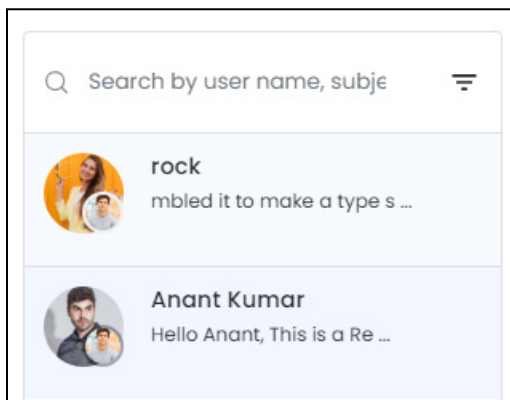 Search by user name, subje
rock
mbled it to make a type s ...
Anant Kumar
Hello Anant, This is a Re ...